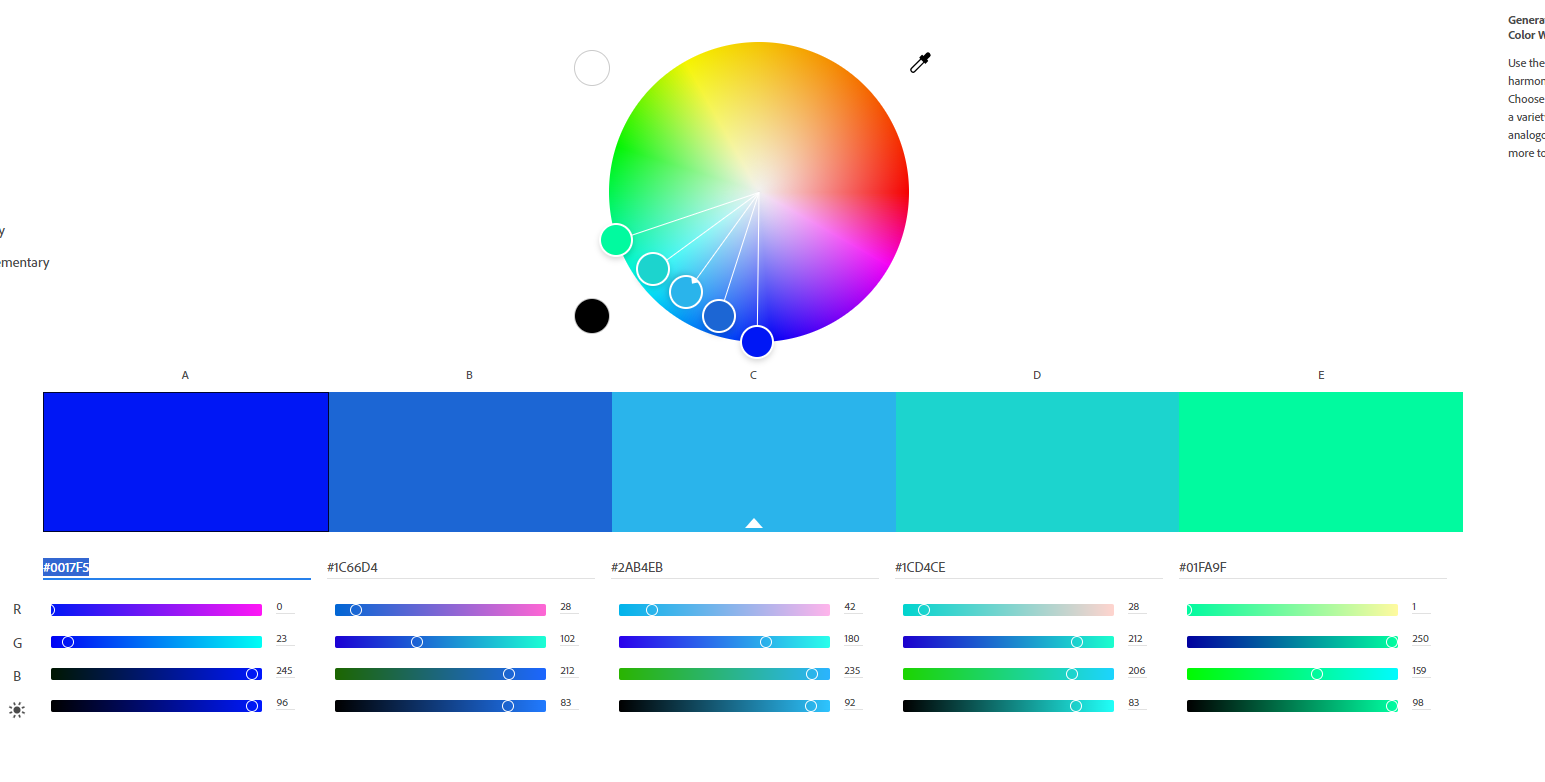 Genera
Color W
Use the
harmon
Choose
a variet
analogo
more to
y
ementary
A B C D E
#0017F5 #1C66D4 #2AB4EB #1CD4CE #01FA9F
R 0 28 42 28 1
G 23 102 180 212 250
B 245 212 235 206 159
96 83 92 83 98